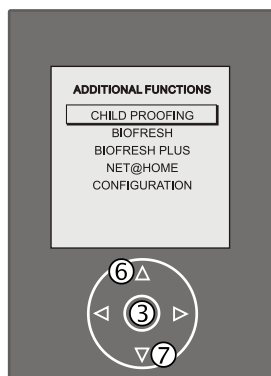 ADDITIONAL FUNCTIONS
CHILD PROOFING
BIOFRESH
BIOFRESH PLUS
NET@HOME
CONFIGURATION
6
3
7